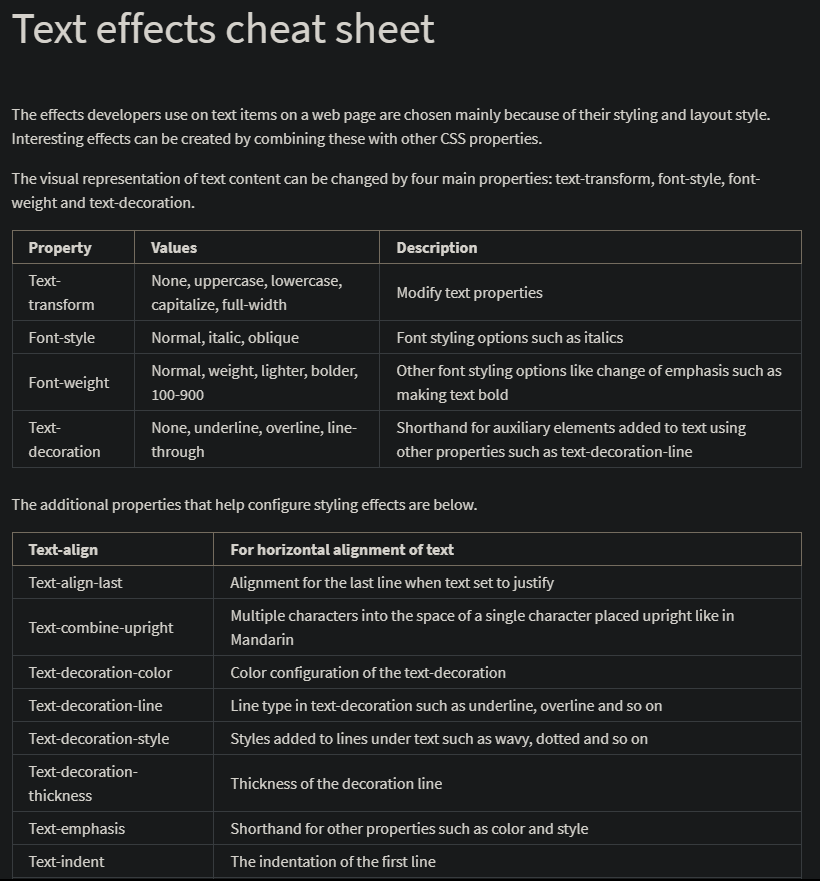 Text effects cheat sheet
The effects developers use on text items on a web page are chosen mainly because of their styling and layout style.
Interesting effects can be created by combining these with other CSS properties.
The visual representation of text content can be changed by four main properties: text-transform, font-style, font-
weight and text-decoration.
Property Values Description
Text-
transform
None, uppercase, lowercase,
capitalize, full-width
Modify text properties
Font-style Normal, italic, oblique Font styling options such as italics
Font-weight
Normal, weight, lighter, bolder,
100-900
Other font styling options like change of emphasis such as
making text bold
Text-
decoration
None, underline, overline, line-
through
Shorthand for auxiliary elements added to text using
other properties such as text-decoration-line
The additional properties that help configure styling effects are below.
Text-align For horizontal alignment of text
Text-align-last Alignment for the last line when text set to justify
Text-combine-upright
Multiple characters into the space of a single character placed upright like in
Mandarin
Text-decoration-color Color configuration of the text-decoration
Text-decoration-line Line type in text-decoration such as underline, overline and so on
Text-decoration-style Styles added to lines under text such as wavy, dotted and so on
Text-decoration-
thickness
Thickness of the decoration line
Text-emphasis Shorthand for other properties such as color and style
Text-indent The indentation of the first line